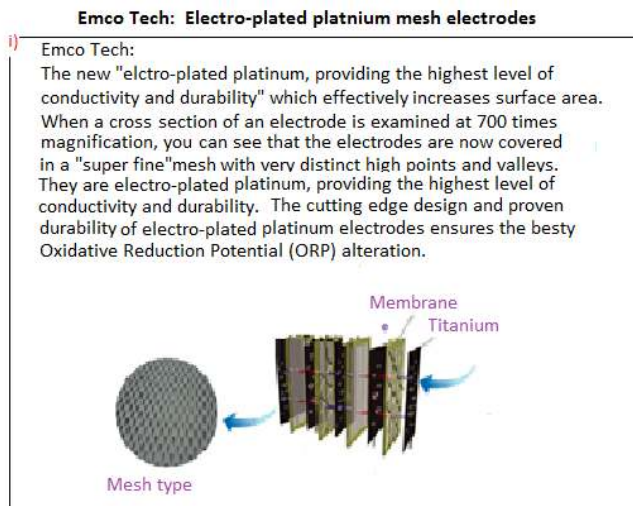 Emco Tech:  Electro-plated platnium mesh electrodes
i)
Emco Tech:
The new "elctro-plated platinum, providing the highest level of
conductivity and durability" which effectively increases surface area.
When a cross section of an electrode is examined at 700 times
magnification, you can see that the electrodes are now covered
in a "super fine"mesh with very distinct high points and valleys.
They are electro-plated platinum, providing the highest level of
conductivity and durability.  The cutting edge design and proven
durability of electro-plated platinum electrodes ensures the besty
Oxidative Reduction Potential (ORP) alteration.
Membrane
Titanium
Mesh type